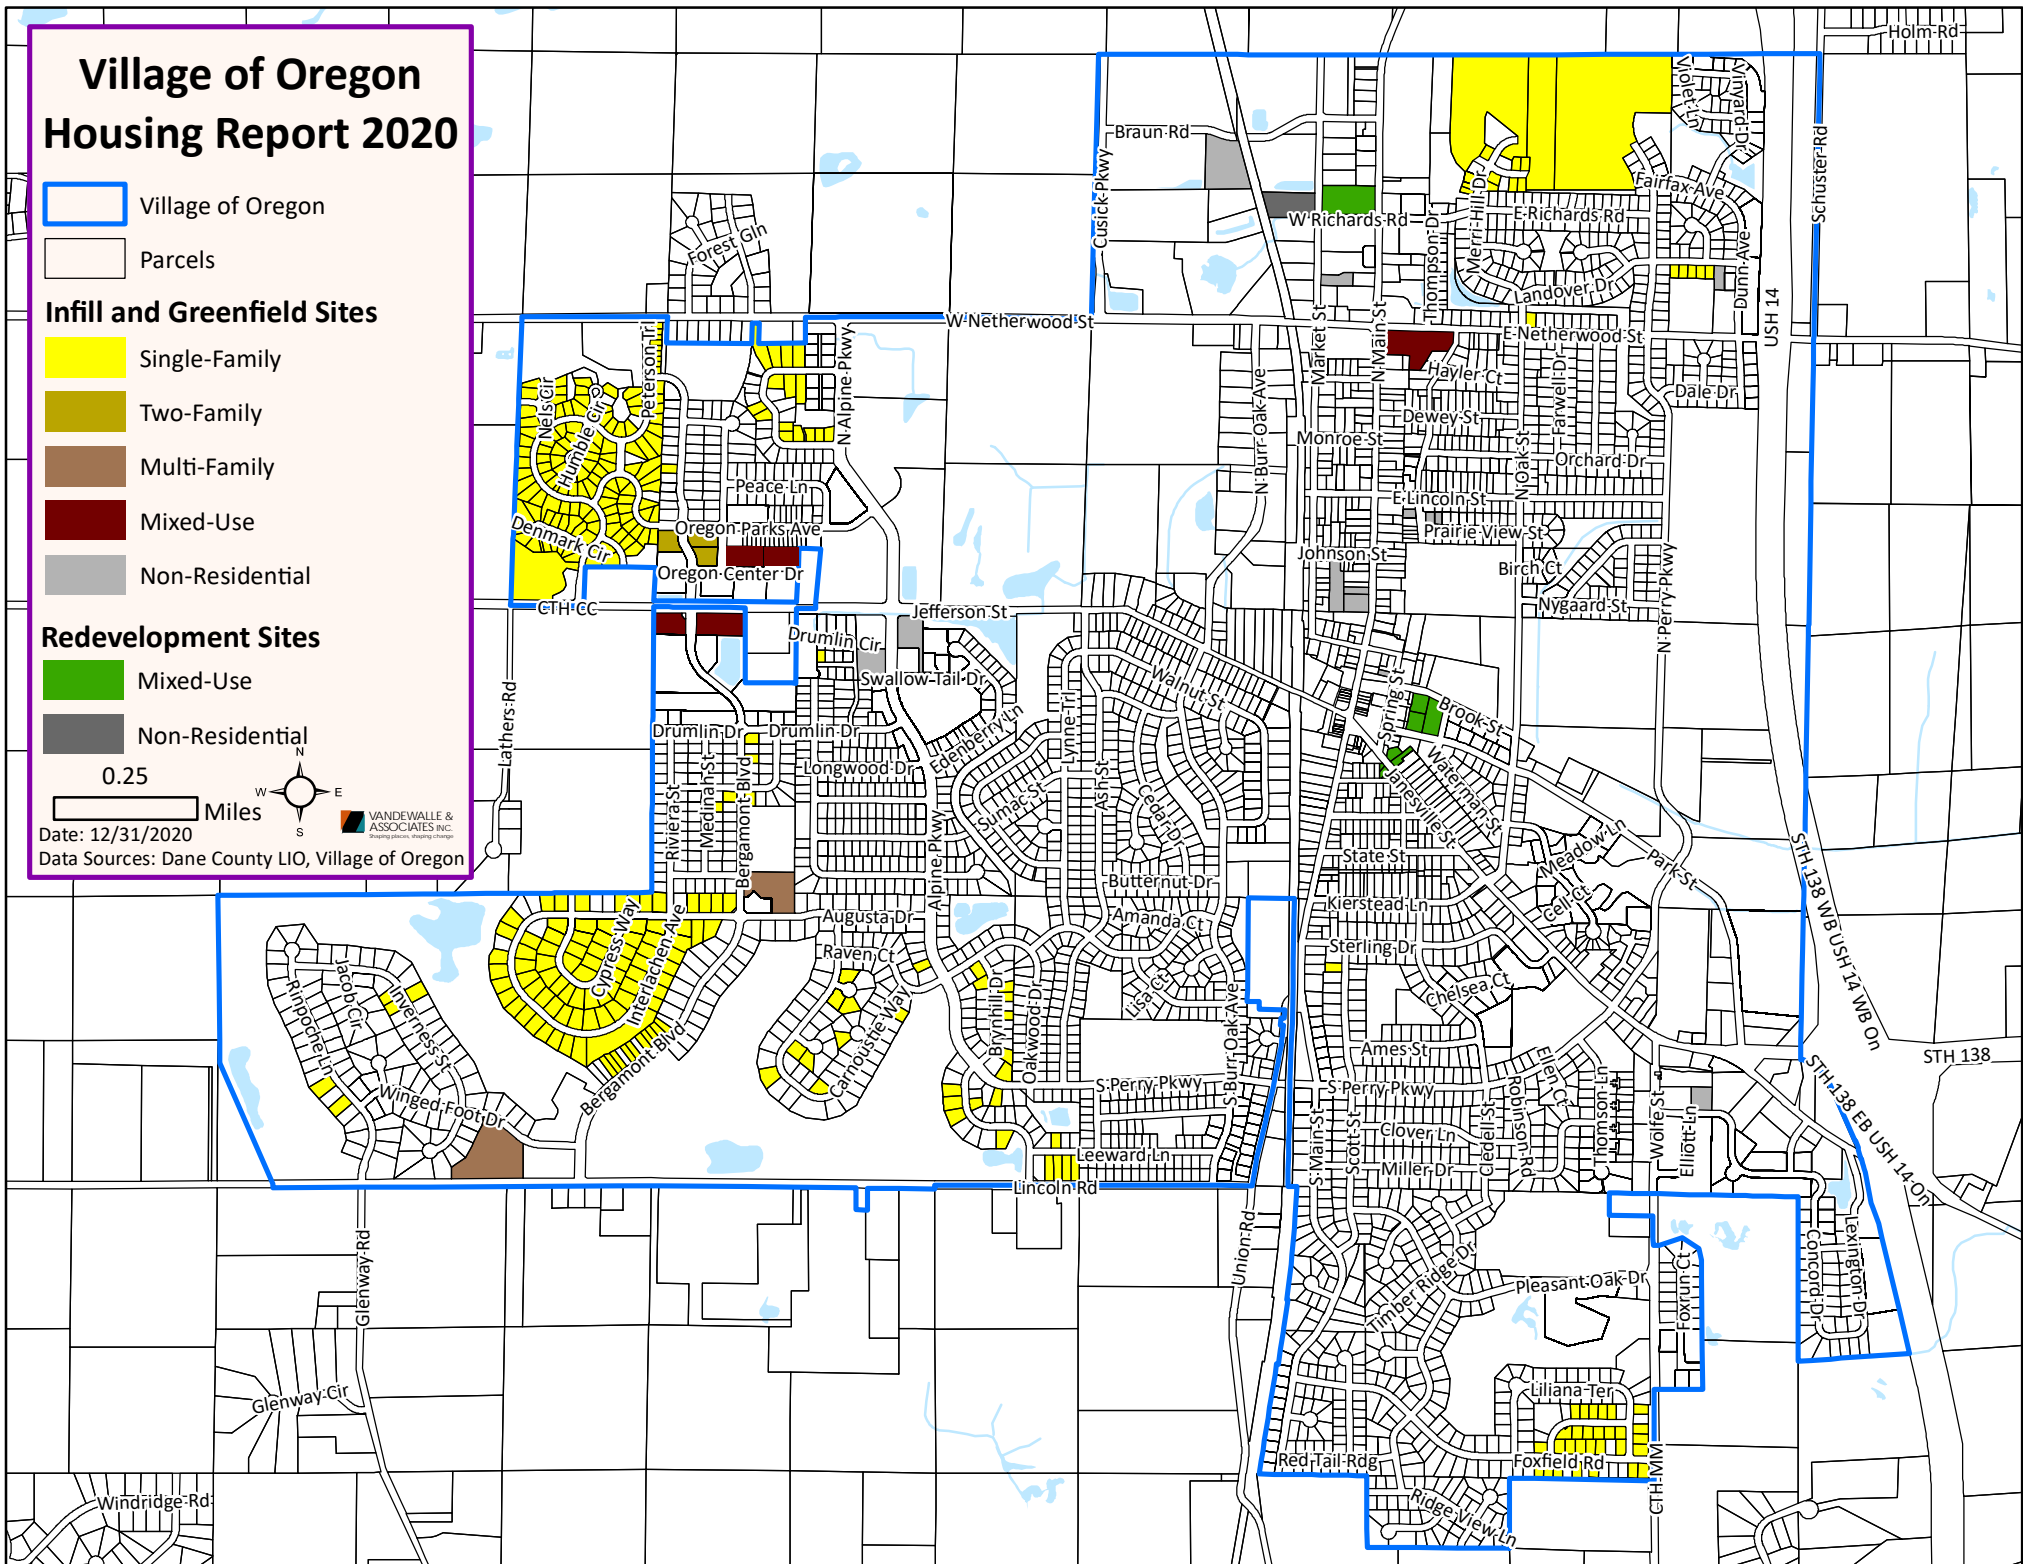 Village of Oregon
Housing Report 2020
Village of Oregon
Parcels
Infill and Greenfield Sites
Single-Family
Two-Family
Multi-Family
Mixed-Use
Non-Residential
Redevelopment Sites
Mixed-Use
Non-Residential
0.25
Miles
N
W
E
S
VANDEWALLE &
ASSOCIATES INC.
Shaping places, shaping change
Date: 12/31/2020
Data Sources: Dane County LIO, Village of Oregon
Holm Rd
Violet Ln
Vinyard Dr
Braun Rd
Cusick Pkwy
Schuster Rd
Fairfax Ave
Merri Hill Dr
W Richards Rd
E Richards Rd
Thompson Dr
Forest Gln
Dunn Ave
Landover Dr
USH 14
W Netherwood St
E Netherwood St
Peterson Trl
N Alpine Pkwy
Market St
N Main St
Hayler Ct
Farwell Dr
Dale Dr
Nels Cir
Humble Cir
N Burr Oak Ave
Dewey St
Monroe St
N Oak St
Orchard Dr
Peace Ln
E Lincoln St
Oregon Parks Ave
Prairie View St
Denmark Cir
Johnson St
Birch Ct
Oregon Center Dr
N Perry Pkwy
CTH CC
Jefferson St
Nygaard St
Drumlin Cir
Swallow Tail Dr
Walnut St
Spring St
Brook St
Lathers Rd
Lynne Trl
Edenberry Ln
Drumlin Dr
Drumlin Dr
Longwood Dr
Waterman St
Riviera St
Medinah St
Bergamont Blvd
Sumac St
Ash St
Cedar Dr
Janesville St
Alpine Pkwy
State St
Meadow Ln
Park St
STH 138 WB USH 14 WB On
Butternut Dr
Kierstead Ln
Cell Ct
Augusta Dr
Amanda Ct
Cypress Way
Interlachen Ave
Raven Ct
Sterling Dr
Jacob Cir
Rinpoche Ln
Inverness St
Carnoustie Way
Brynhill Dr
Oakwood Dr
Lisa Ct
S Burr Oak Ave
Chelsea Ct
Ames St
Ellen Ct
STH 138
Bergamont Blvd
Winged Foot Dr
S Perry Pkwy
S Perry Pkwy
Robinson Rd
Thomson Ln
Wolfe St
Elliott Ln
STH 138 EB USH 14 On
S Main St
Scott St
Clover Ln
Cledell St
Leeward Ln
Miller Dr
Lincoln Rd
Glenway Rd
Union Rd
Timber Ridge Dr
Pleasant Oak Dr
Foxrun Ct
Concord Dr
Lexington Dr
Glenway Cir
Liliana Ter
Red Tail Rdg
Foxfield Rd
CTH MM
Windridge Rd
Ridge View Ln